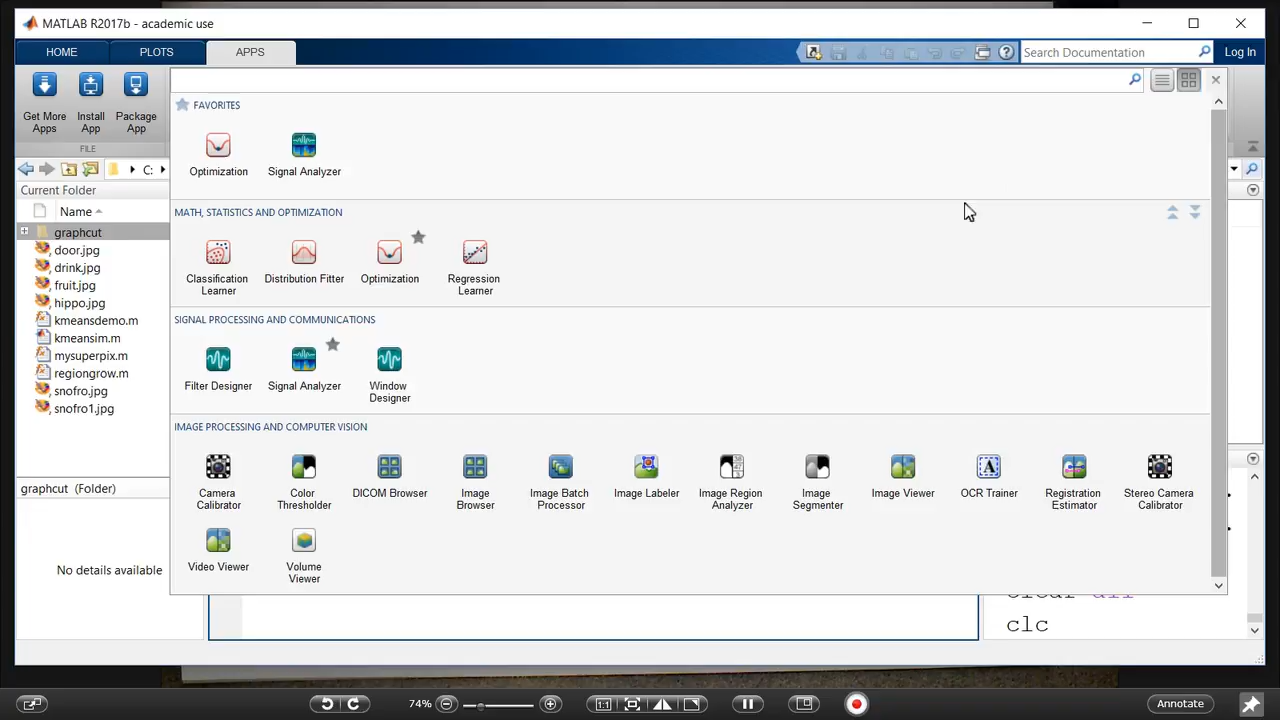 MATLAB R2017b - academic use
HOME
PLOTS
APPS
Search Documentation
Log In
Get More Apps
Install App
Package App
FILE
C:
Current Folder
Name
graphcut
door.jpg
drink.jpg
fruit.jpg
hippo.jpg
kmeansdemo.m
kmeansim.m
mysuperpix.m
regiongrow.m
snofro.jpg
snofro1.jpg
graphcut (Folder)
No details available
FAVORITES
Optimization
Signal Analyzer
MATH, STATISTICS AND OPTIMIZATION
Classification Learner
Distribution Fitter
Optimization
Regression Learner
SIGNAL PROCESSING AND COMMUNICATIONS
Filter Designer
Signal Analyzer
Window Designer
IMAGE PROCESSING AND COMPUTER VISION
Camera Calibrator
Color Thresholder
DICOM Browser
Image Browser
Image Batch Processor
Image Labeler
Image Region Analyzer
Image Segmenter
Image Viewer
OCR Trainer
Registration Estimator
Stereo Camera Calibrator
Video Viewer
Volume Viewer
clear all
clc
74%
1:1
Annotate